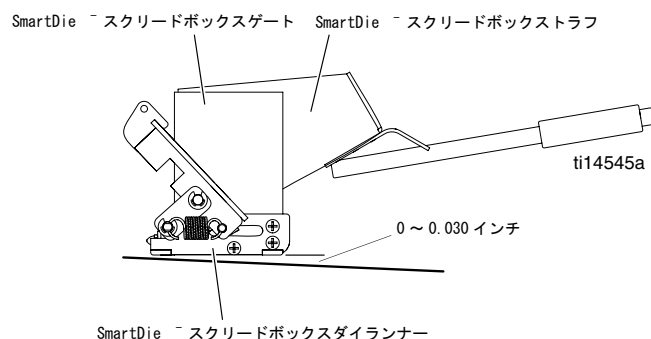 SmartDie ¯ スクリードボックスゲート
SmartDie ¯ スクリードボックストラフ
ti14545a
0 ～ 0.030 インチ
SmartDie ¯ スクリードボックスダイランナー